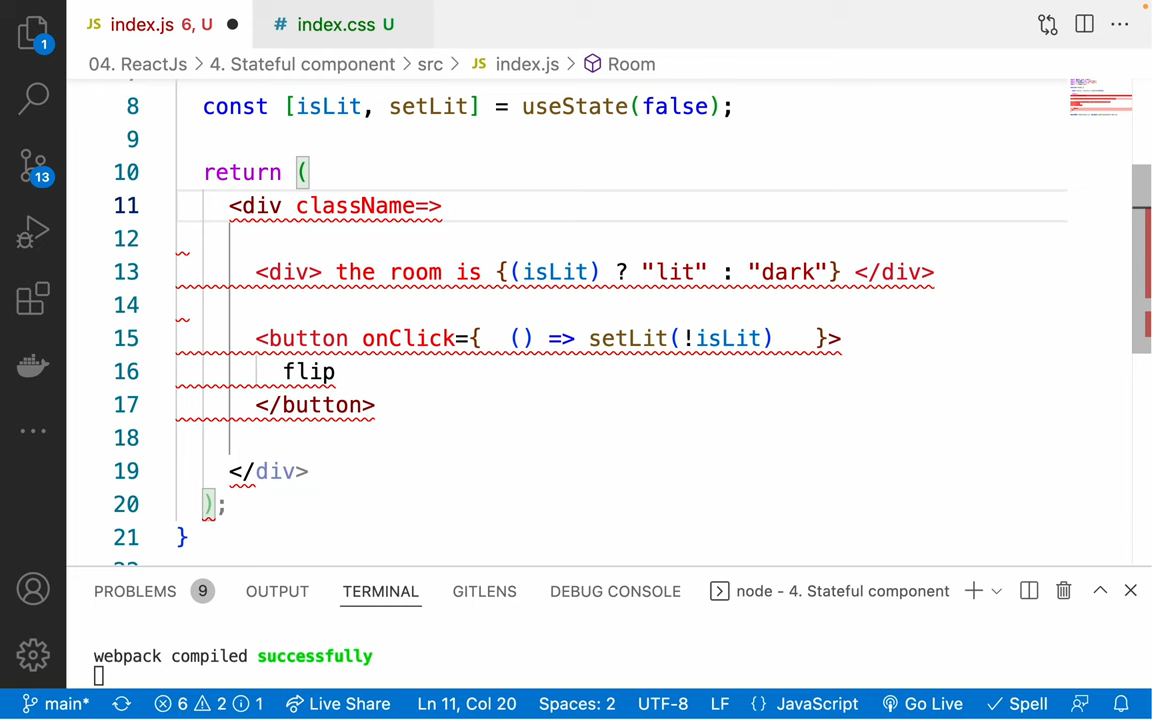 JS index.js 6, U ● # index.css U
04. ReactJs > 4. Stateful component > src > JS index.js > Room
8 const [isLit, setLit] = useState(false);
9
10 return (
11 <div className=>
12
13 <div> the room is {(isLit) ? "lit" : "dark"} </div>
14
15 <button onClick={  () => setLit(!isLit)   }>
16 flip
17 </button>
18
19 </div>
20 );
21 }
1
13
PROBLEMS 9 OUTPUT TERMINAL GITLENS DEBUG CONSOLE node - 4. Stateful component
webpack compiled successfully
main* 6 2 1 Live Share Ln 11, Col 20 Spaces: 2 UTF-8 LF {} JavaScript Go Live Spell